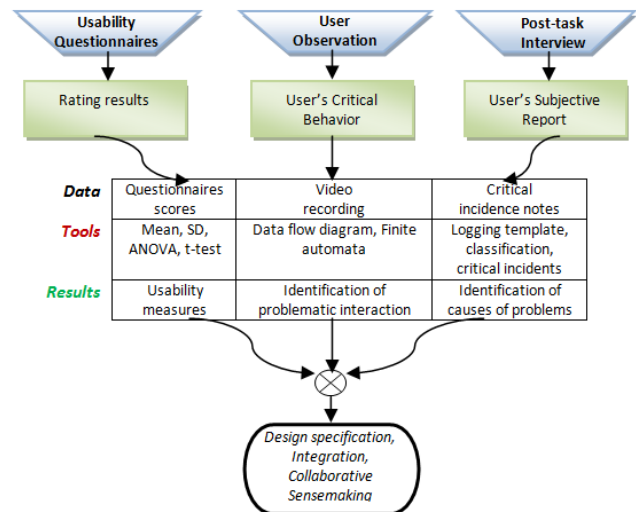 Usability
Questionnaires
User
Observation
Post-task
Interview
Rating results
User's Critical
Behavior
User's Subjective
Report
Data
Questionnaires
scores
Video
recording
Critical
incidence notes
Tools
Mean, SD,
ANOVA, t-test
Data flow diagram, Finite
automata
Logging template,
classification,
critical incidents
Results
Usability
measures
Identification of
problematic interaction
Identification of
causes of problems
Design specification,
Integration,
Collaborative
Sensemaking